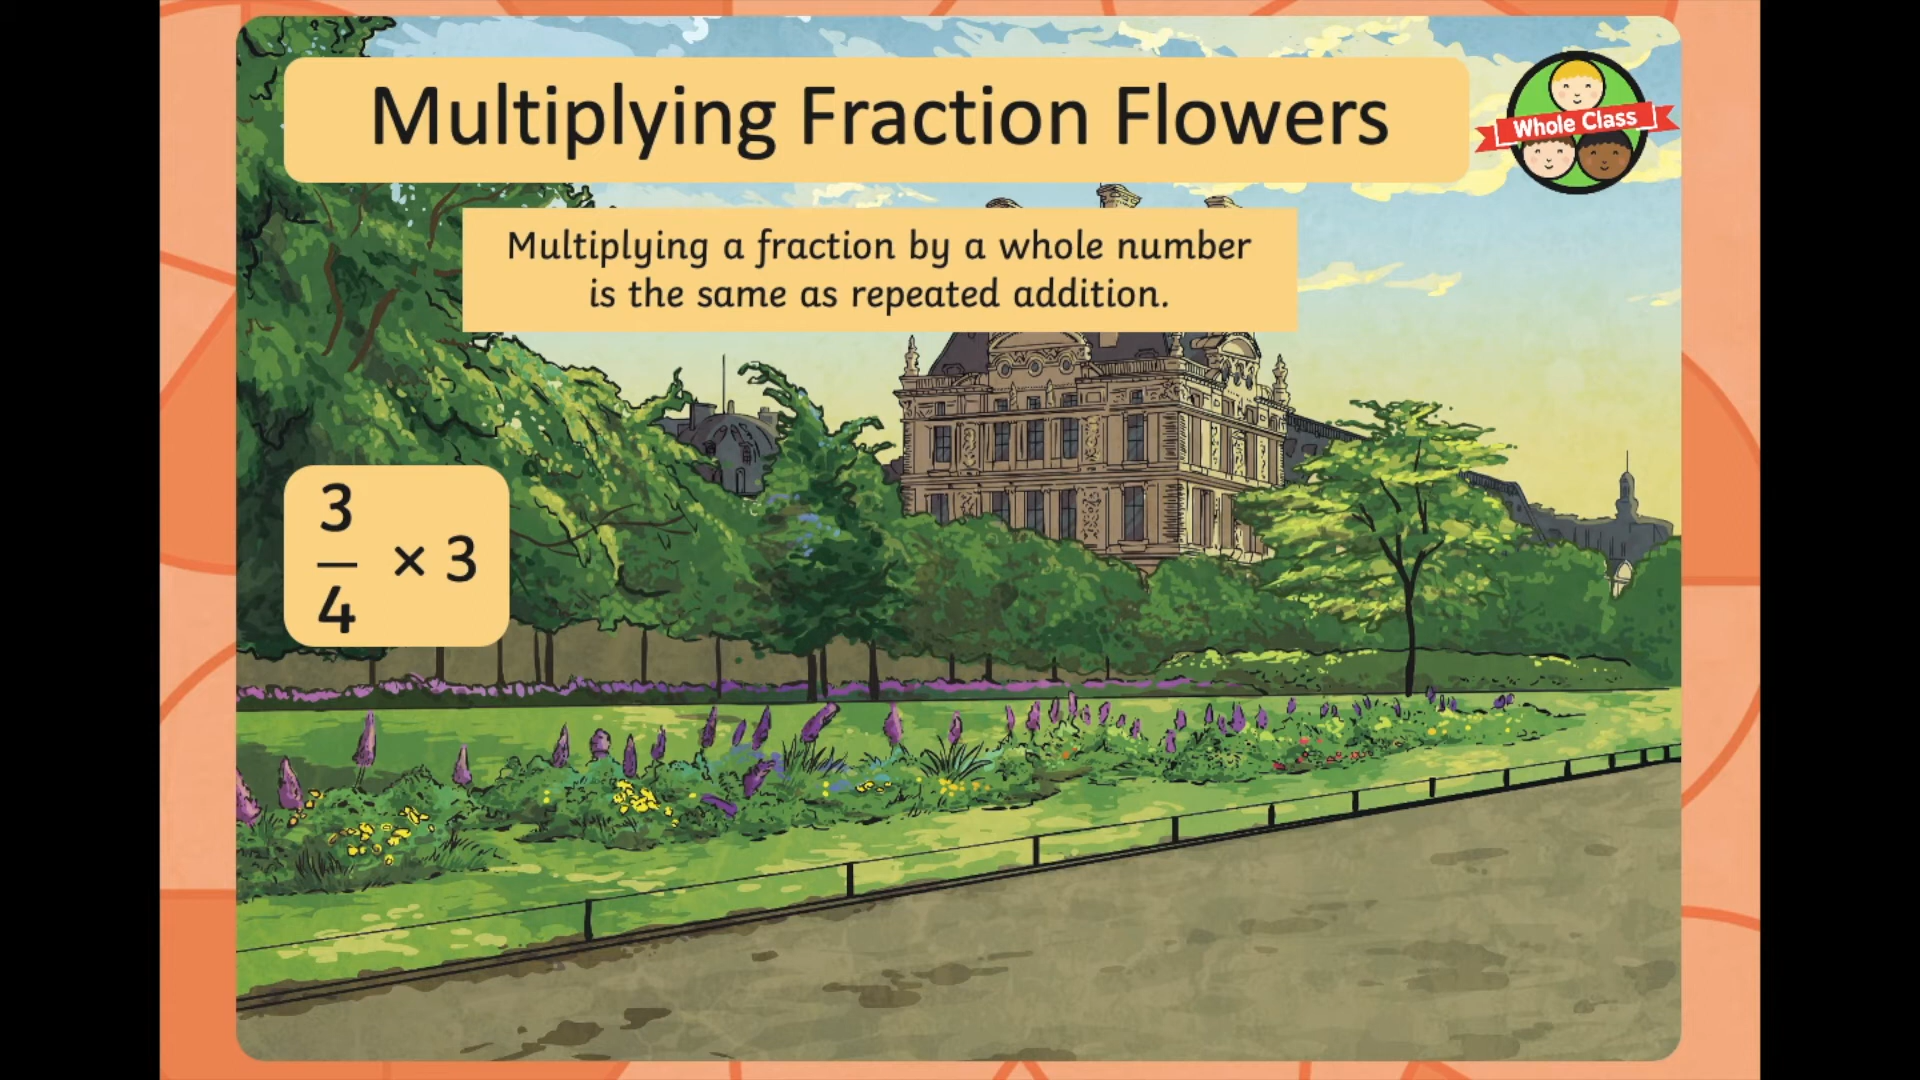 Multiplying Fraction Flowers
Whole Class
Multiplying a fraction by a whole number
is the same as repeated addition.
3
× 3
4